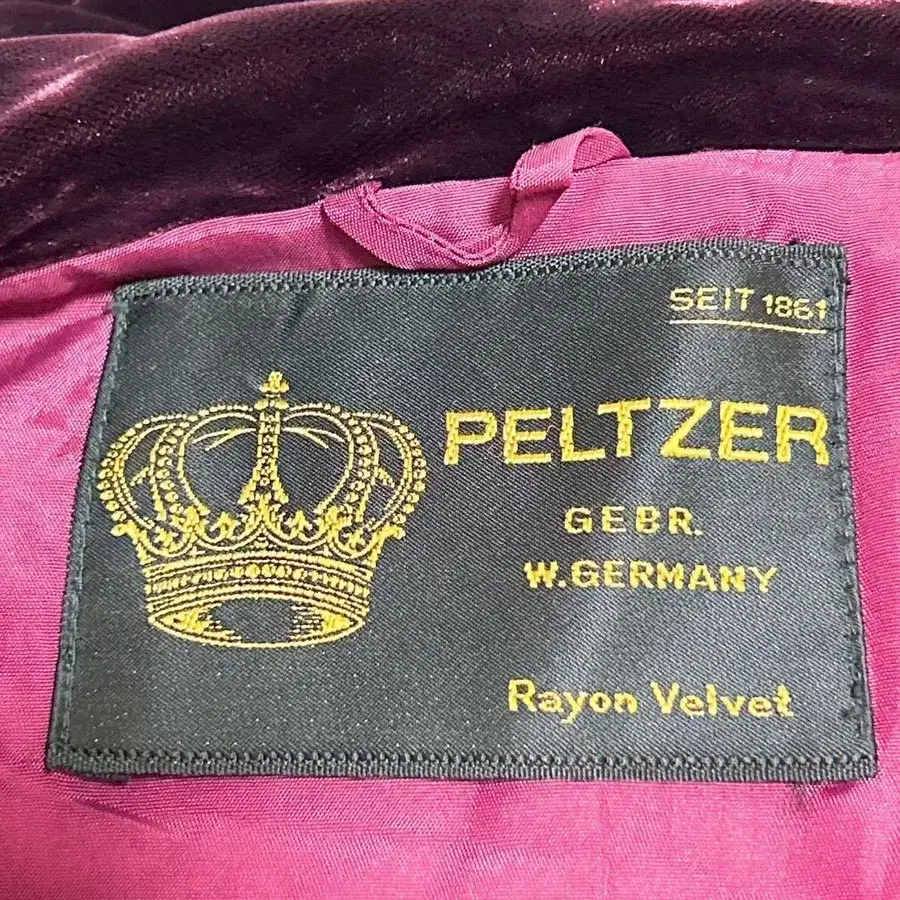 SEIT 1861
PELTZER
GEBR.
W.GERMANY
Rayon Velvet